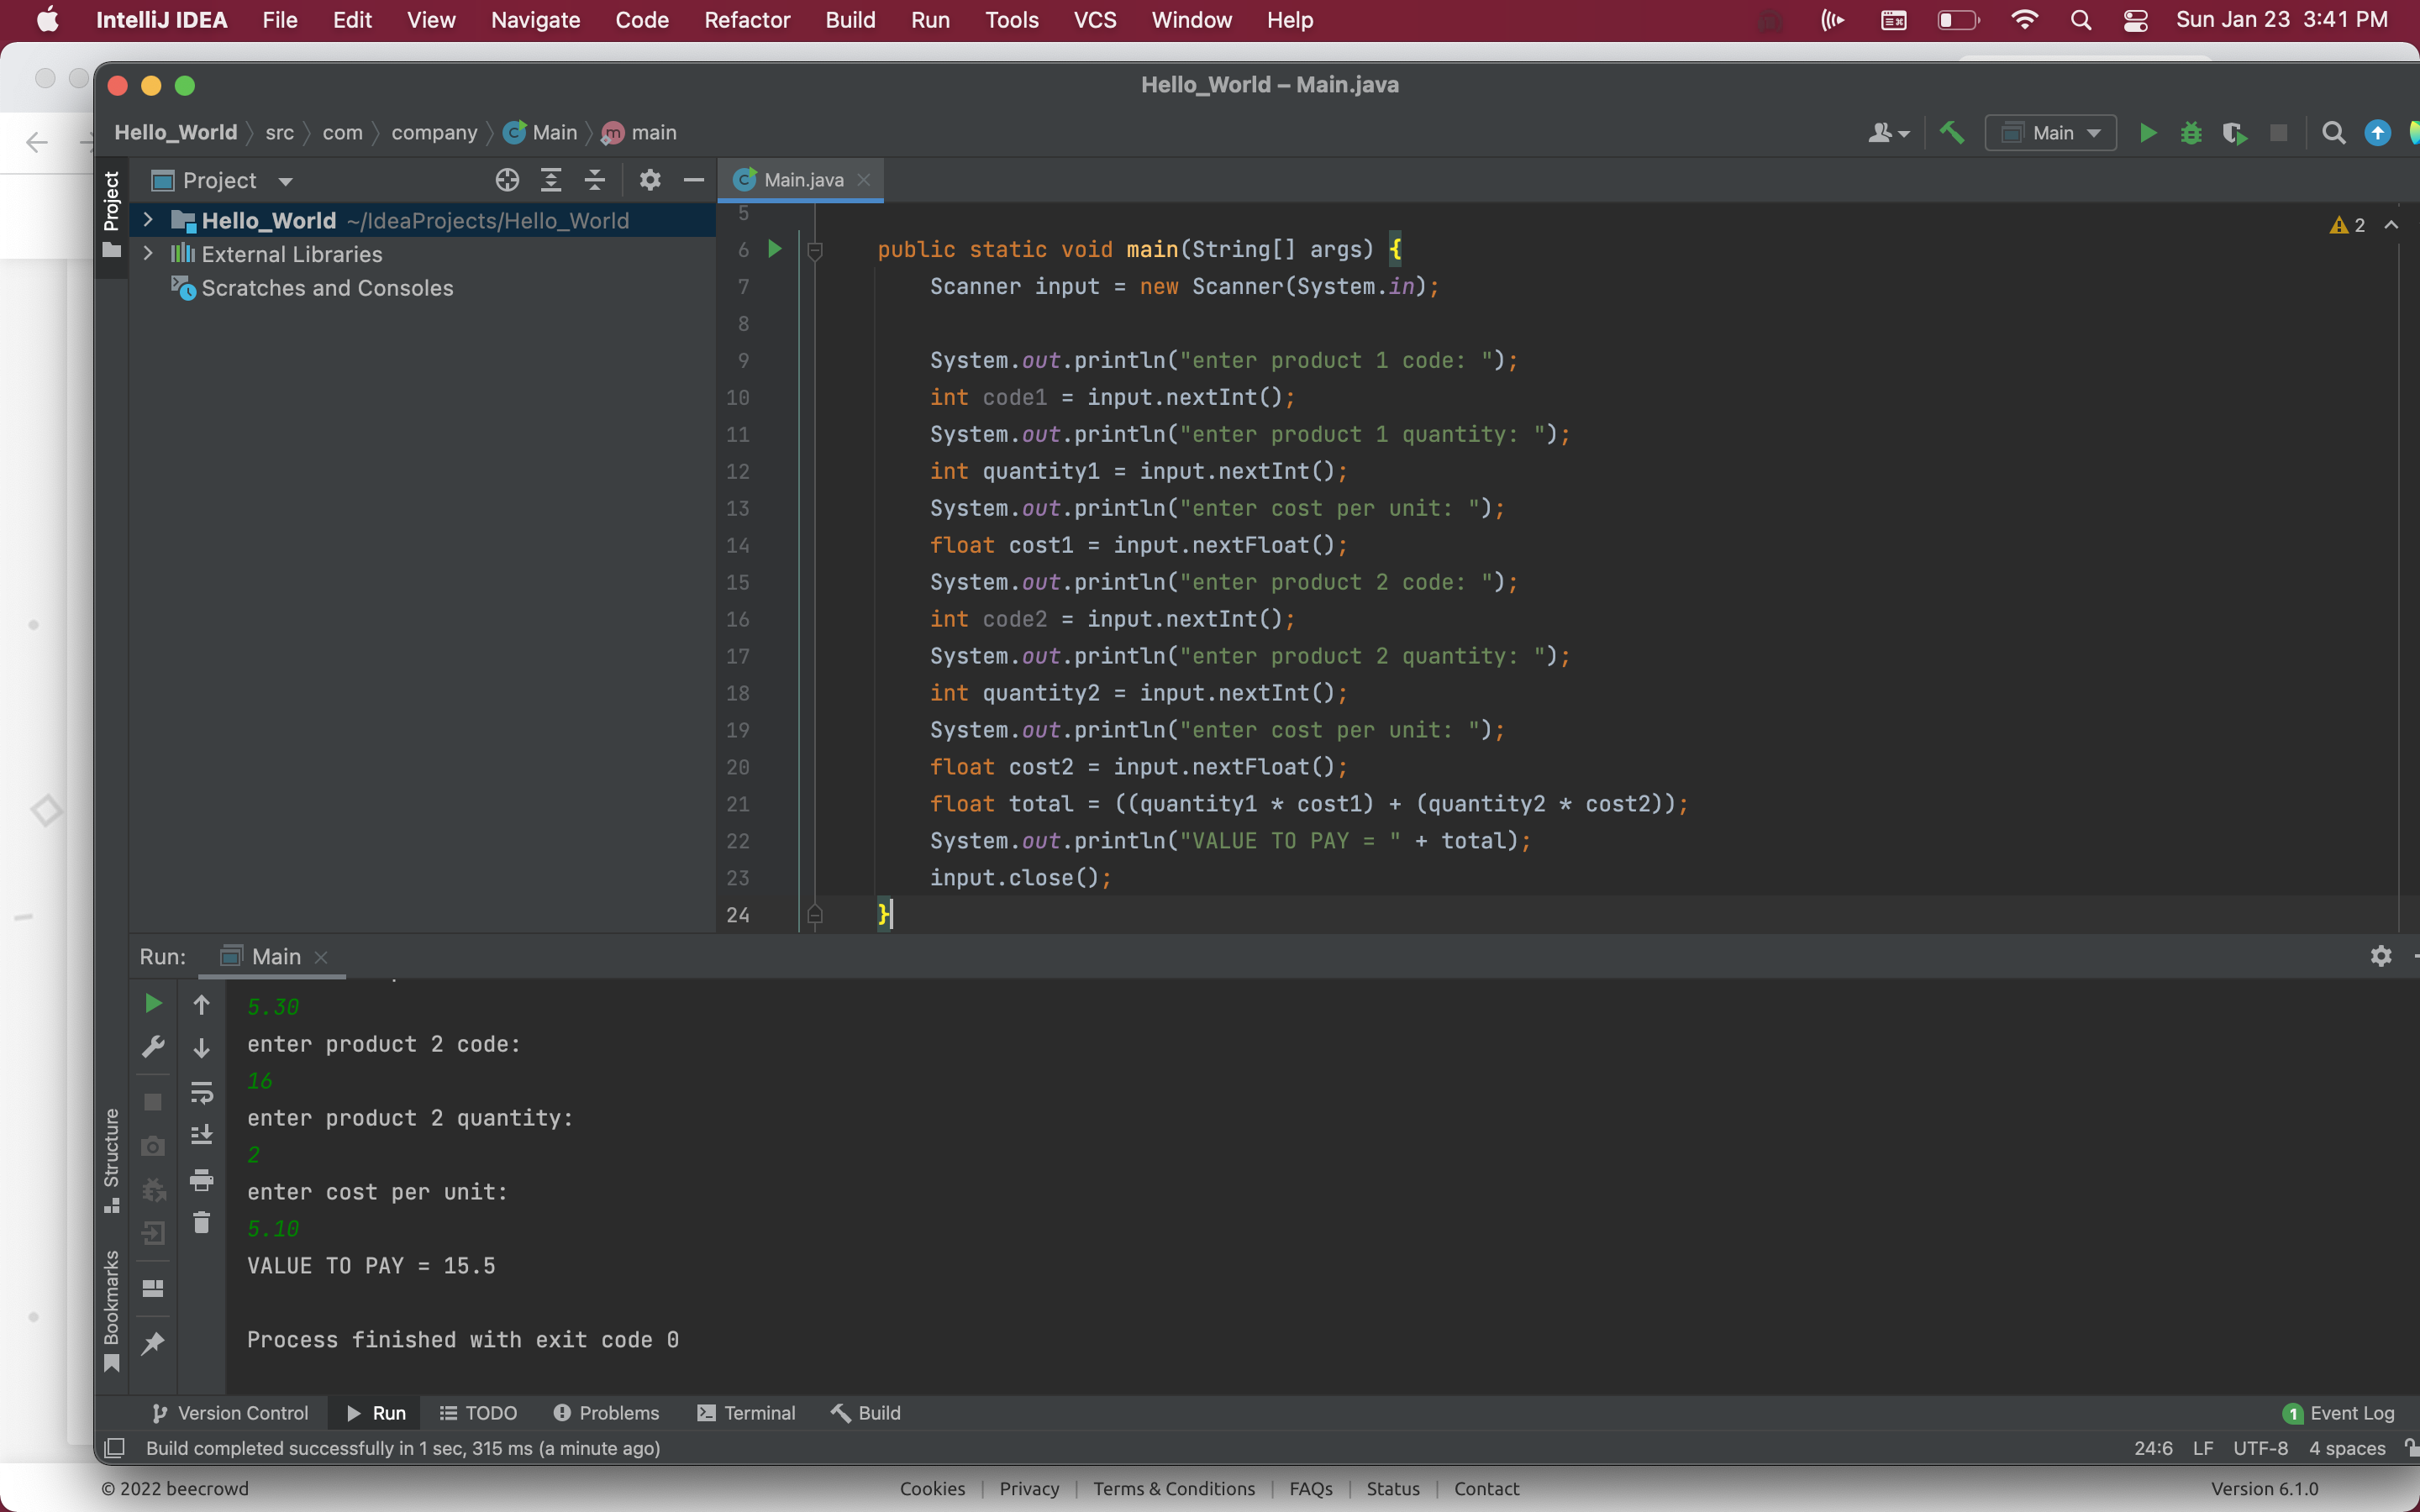 IntelliJ IDEA File Edit View Navigate Code Refactor Build Run Tools VCS Window Help Sun Jan 23 3:41 PM
Hello_World – Main.java
Hello_World src com company Main main
Main
Project
Project
Main.java
Hello_World ~/IdeaProjects/Hello_World
External Libraries
Scratches and Consoles
2
5
6 public static void main(String[] args) {
7 Scanner input = new Scanner(System.in);
8
9 System.out.println("enter product 1 code: ");
10 int code1 = input.nextInt();
11 System.out.println("enter product 1 quantity: ");
12 int quantity1 = input.nextInt();
13 System.out.println("enter cost per unit: ");
14 float cost1 = input.nextFloat();
15 System.out.println("enter product 2 code: ");
16 int code2 = input.nextInt();
17 System.out.println("enter product 2 quantity: ");
18 int quantity2 = input.nextInt();
19 System.out.println("enter cost per unit: ");
20 float cost2 = input.nextFloat();
21 float total = ((quantity1 * cost1) + (quantity2 * cost2));
22 System.out.println("VALUE TO PAY = " + total);
23 input.close();
24 }
Run: Main
5.30
enter product 2 code:
16
enter product 2 quantity:
2
enter cost per unit:
5.10
VALUE TO PAY = 15.5
Process finished with exit code 0
Structure
Bookmarks
Version Control Run TODO Problems Terminal Build 1 Event Log
Build completed successfully in 1 sec, 315 ms (a minute ago) 24:6 LF UTF-8 4 spaces
© 2022 beecrowd Cookies | Privacy | Terms & Conditions | FAQs | Status | Contact Version 6.1.0